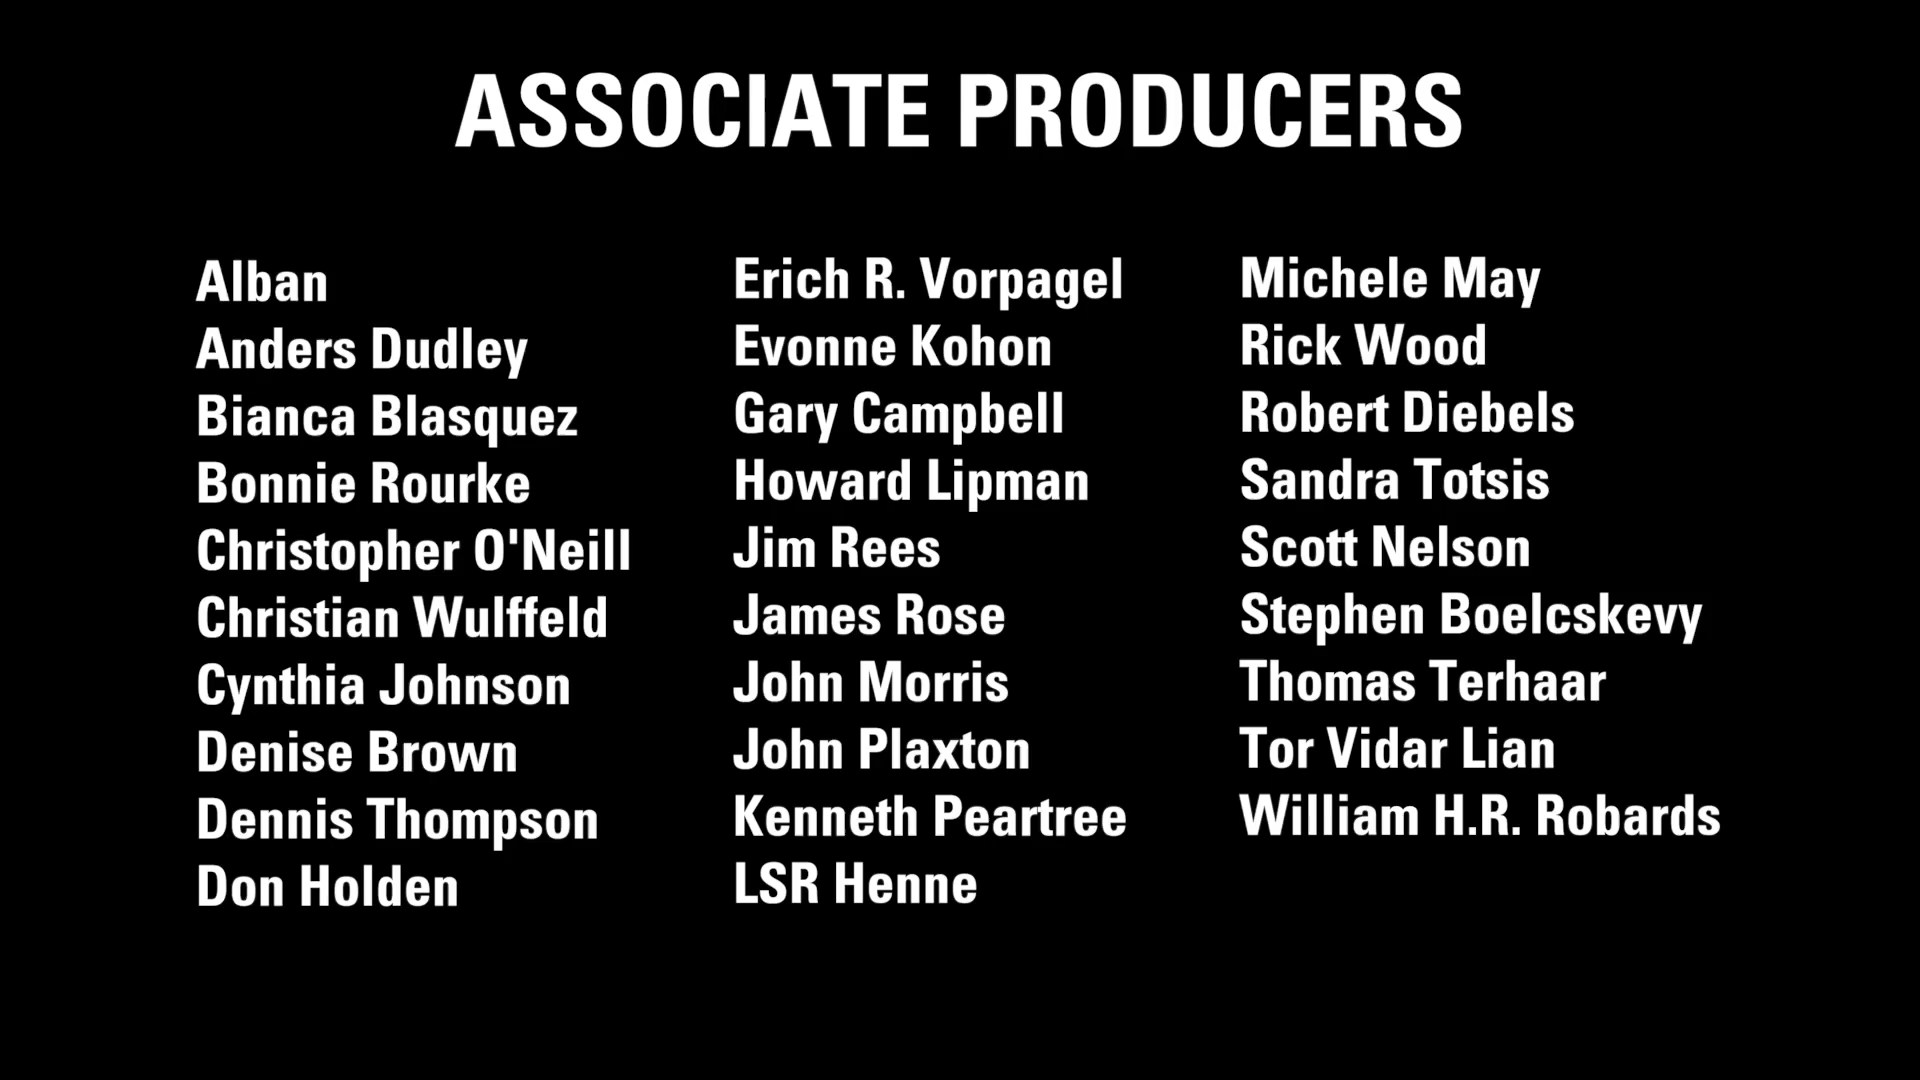 ASSOCIATE PRODUCERS
Alban
Anders Dudley
Bianca Blasquez
Bonnie Rourke
Christopher O'Neill
Christian Wulffeld
Cynthia Johnson
Denise Brown
Dennis Thompson
Don Holden
Erich R. Vorpagel
Evonne Kohon
Gary Campbell
Howard Lipman
Jim Rees
James Rose
John Morris
John Plaxton
Kenneth Peartree
LSR Henne
Michele May
Rick Wood
Robert Diebels
Sandra Totsis
Scott Nelson
Stephen Boelcskevy
Thomas Terhaar
Tor Vidar Lian
William H.R. Robards